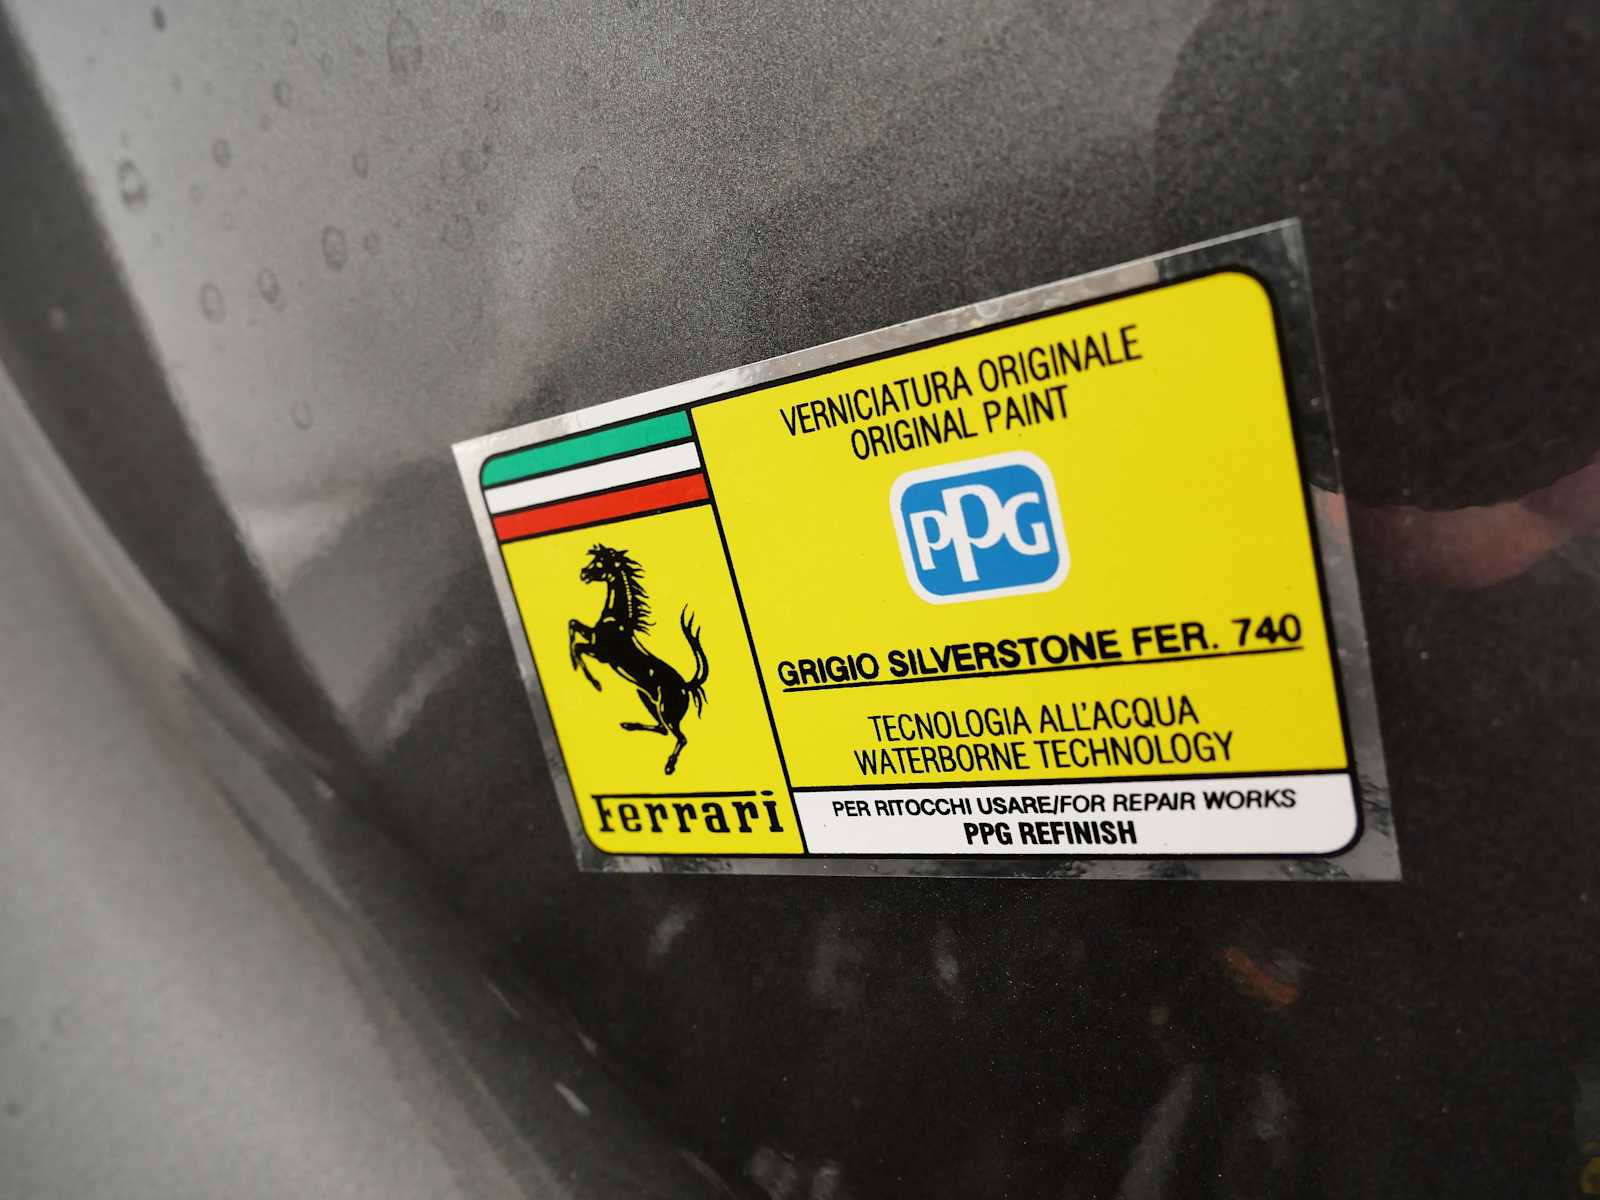 VERNICIATURA ORIGINALE
ORIGINAL PAINT
PPG
GRIGIO SILVERSTONE FER. 740
TECNOLOGIA ALL'ACQUA
WATERBORNE TECHNOLOGY
Ferrari
PER RITOCCHI USARE/FOR REPAIR WORKS
PPG REFINISH